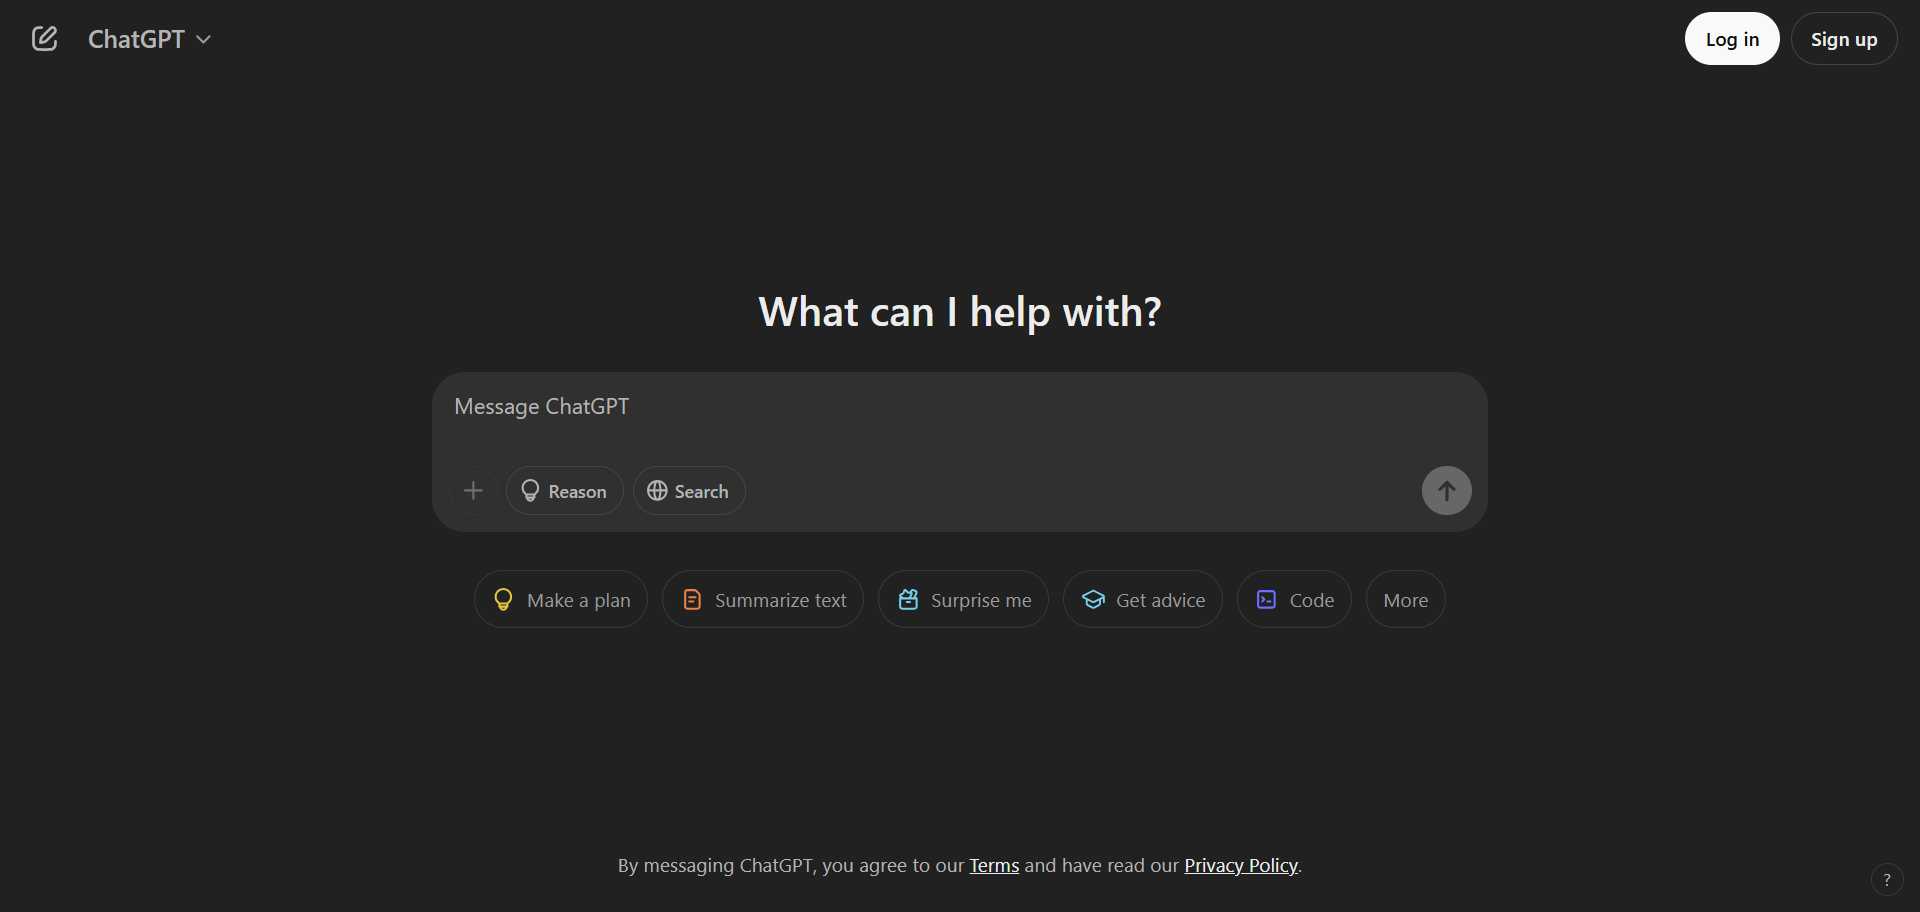 ChatGPT
Log in
Sign up
What can I help with?
Message ChatGPT
Reason
Search
Make a plan
Summarize text
Surprise me
Get advice
Code
More
By messaging ChatGPT, you agree to our Terms and have read our Privacy Policy.
?